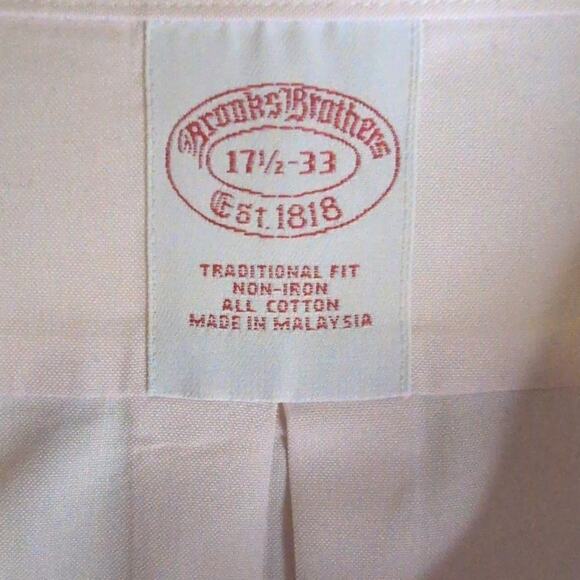 Brooks Brothers
17½-33
Est. 1818
TRADITIONAL FIT
NON-IRON
ALL COTTON
MADE IN MALAYSIA